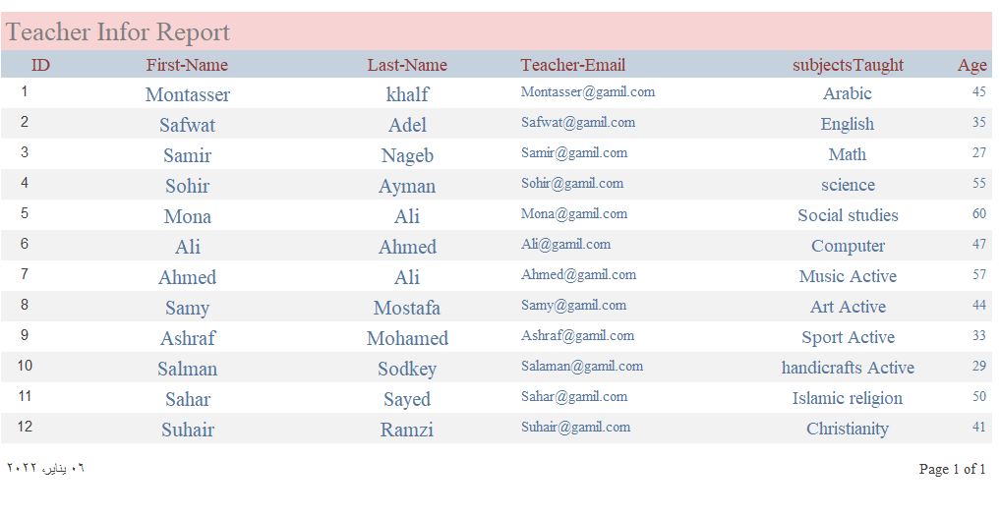 Teacher Infor Report
ID First-Name Last-Name Teacher-Email subjectsTaught Age
1 Montasser khalf Montasser@gamil.com Arabic 45
2 Safwat Adel Safwat@gamil.com English 35
3 Samir Nageb Samir@gamil.com Math 27
4 Sohir Ayman Sohir@gamil.com science 55
5 Mona Ali Mona@gamil.com Social studies 60
6 Ali Ahmed Ali@gamil.com Computer 47
7 Ahmed Ali Ahmed@gamil.com Music Active 57
8 Samy Mostafa Samy@gamil.com Art Active 44
9 Ashraf Mohamed Ashraf@gamil.com Sport Active 33
10 Salman Sodkey Salaman@gamil.com handicrafts Active 29
11 Sahar Sayed Sahar@gamil.com Islamic religion 50
12 Suhair Ramzi Suhair@gamil.com Christianity 41
٠٦ يناير، ٢٠٢٢ Page 1 of 1